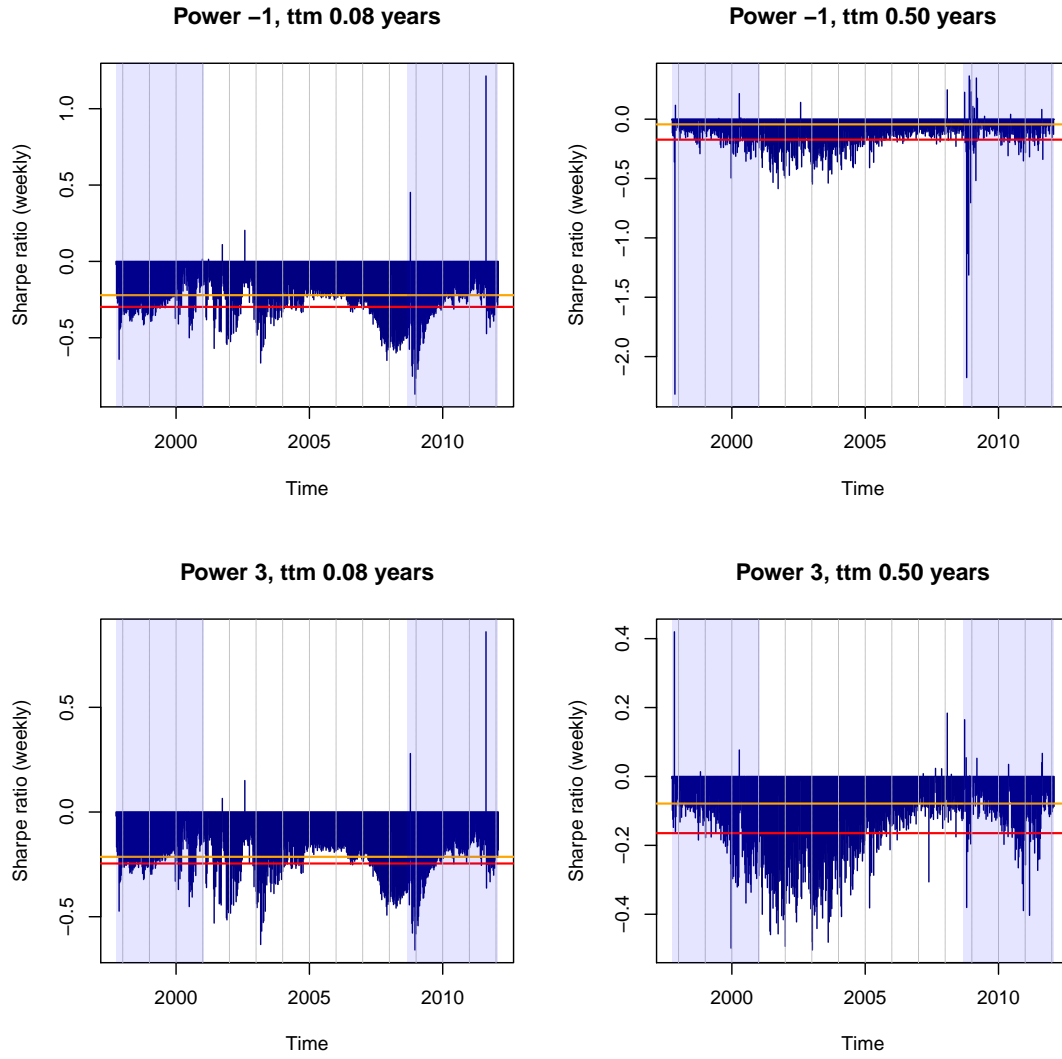 Power −1, ttm 0.08 years
Sharpe ratio (weekly)
1.0
0.5
0.0
−0.5
2000 2005 2010
Time
Power −1, ttm 0.50 years
Sharpe ratio (weekly)
0.0
−0.5
−1.0
−1.5
−2.0
2000 2005 2010
Time
Power 3, ttm 0.08 years
Sharpe ratio (weekly)
0.5
0.0
−0.5
2000 2005 2010
Time
Power 3, ttm 0.50 years
Sharpe ratio (weekly)
0.4
0.2
0.0
−0.2
−0.4
2000 2005 2010
Time